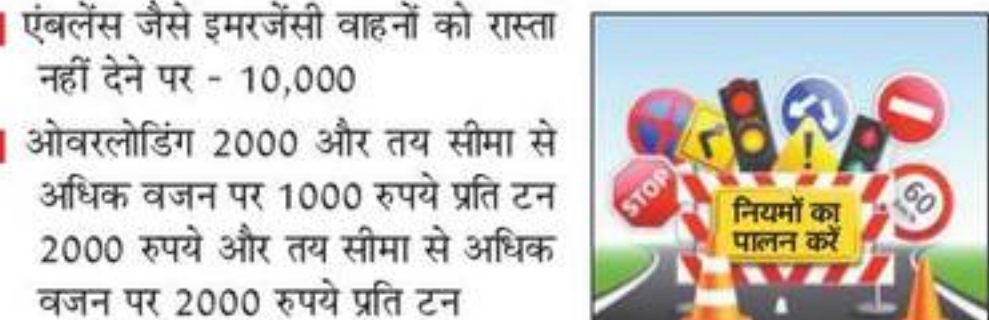 एंबलेंस जैसे इमरजेंसी वाहनों को रास्ता
नहीं देने पर - 10,000
ओवरलोडिंग 2000 और तय सीमा से
अधिक वजन पर 1000 रुपये प्रति टन
2000 रुपये और तय सीमा से अधिक
वजन पर 2000 रुपये प्रति टन
STOP
60
नियमों का
पालन करें